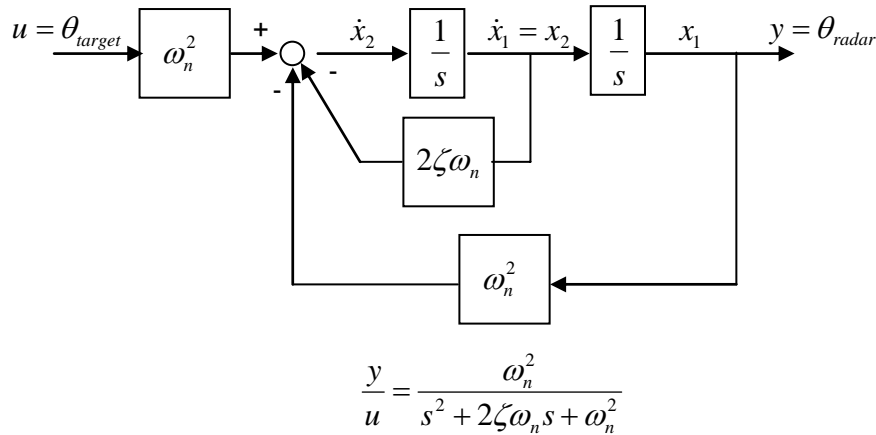 u = θ_target
ω_n^2
+
-
-
ẋ_2
1/s
ẋ_1 = x_2
1/s
x_1
y = θ_radar
2ζω_n
ω_n^2
y/u = ω_n^2/(s^2 + 2ζω_n s + ω_n^2)